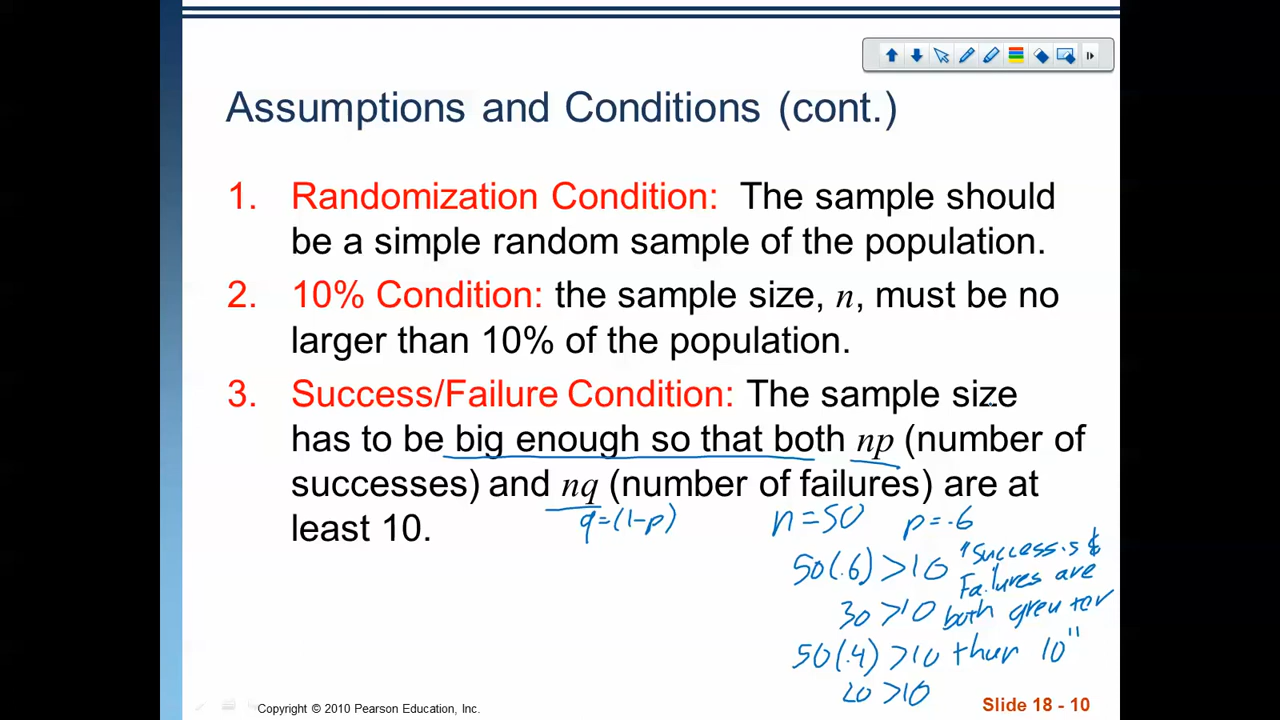 Assumptions and Conditions (cont.)
1. Randomization Condition: The sample should
be a simple random sample of the population.
2. 10% Condition: the sample size, n, must be no
larger than 10% of the population.
3. Success/Failure Condition: The sample size
has to be big enough so that both np (number of
successes) and nq (number of failures) are at
least 10.
q=(1-p)
n=50 p=.6
50(.6)>10
30>10
50(.4)>10
20>10
"Success.s &
Failures are
both greater
than 10"
Copyright © 2010 Pearson Education, Inc.
Slide 18 - 10